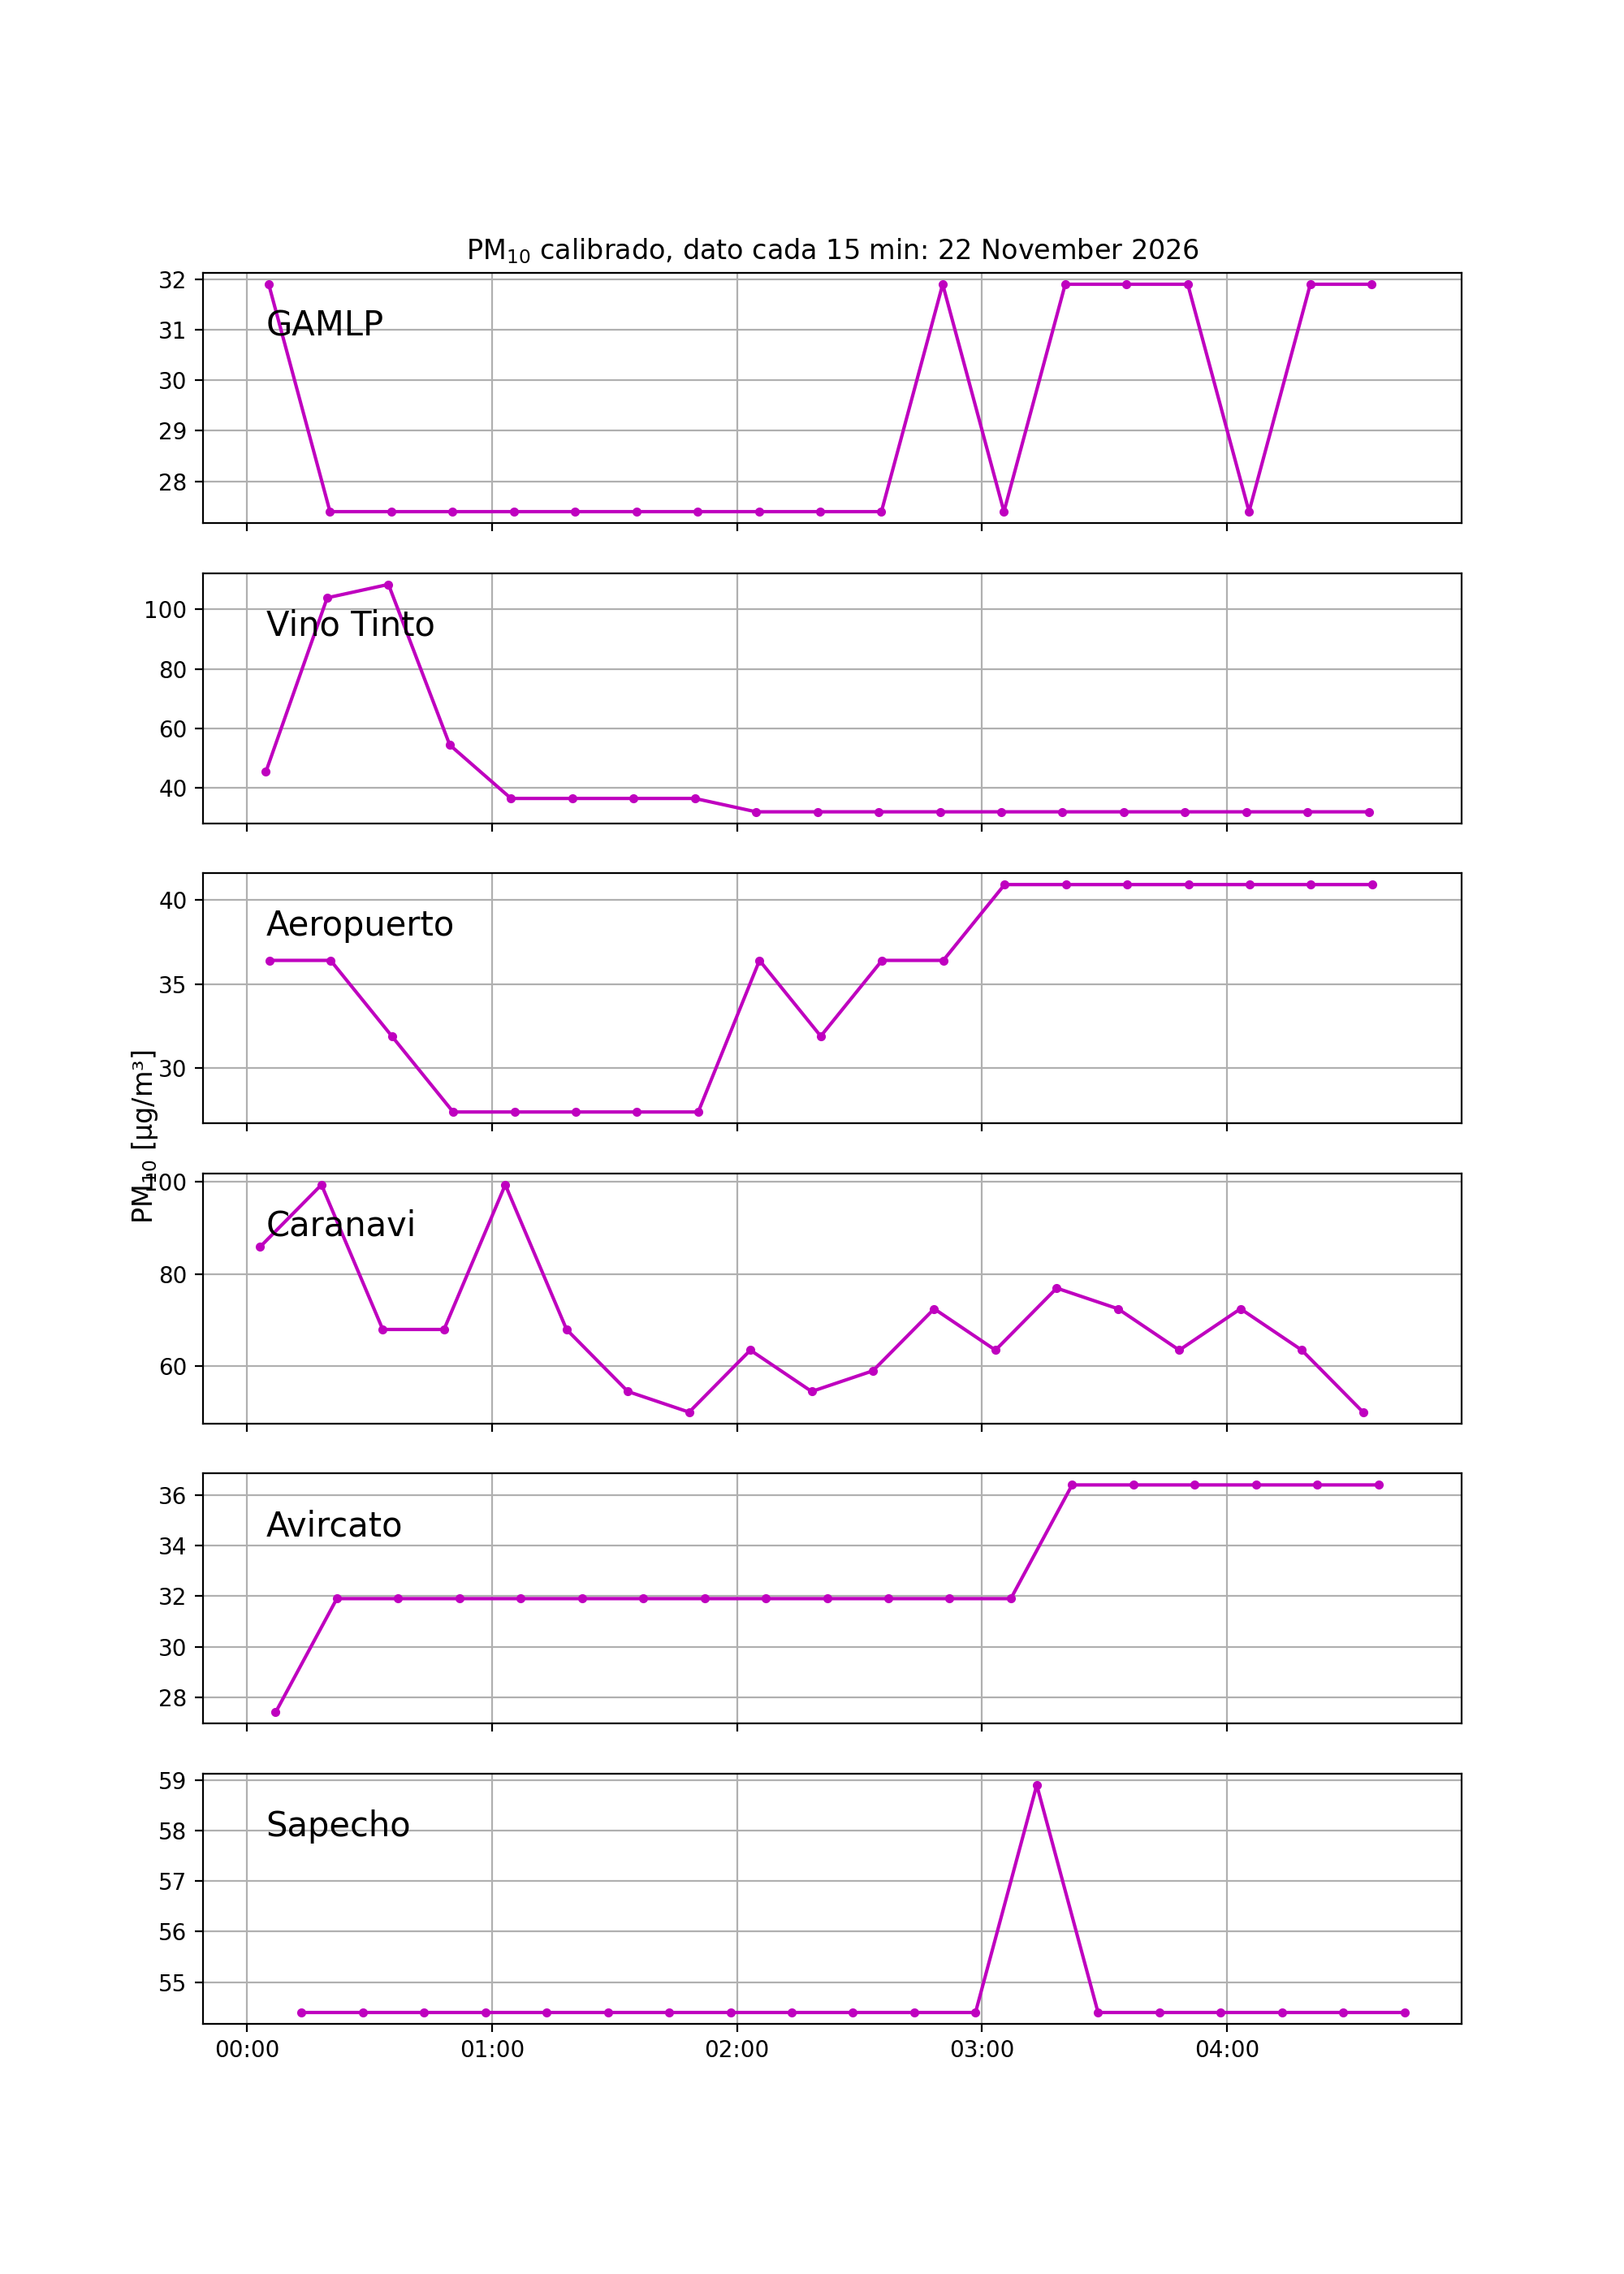 PM₁₀ calibrado, dato cada 15 min: 22 November 2026
32
31
30
29
28
GAMLP
100
80
60
40
Vino Tinto
40
35
30
Aeropuerto
PM₁₀ [µg/m³]
100
80
60
Caranavi
36
34
32
30
28
Avircato
59
58
57
56
55
Sapecho
00:00 01:00 02:00 03:00 04:00